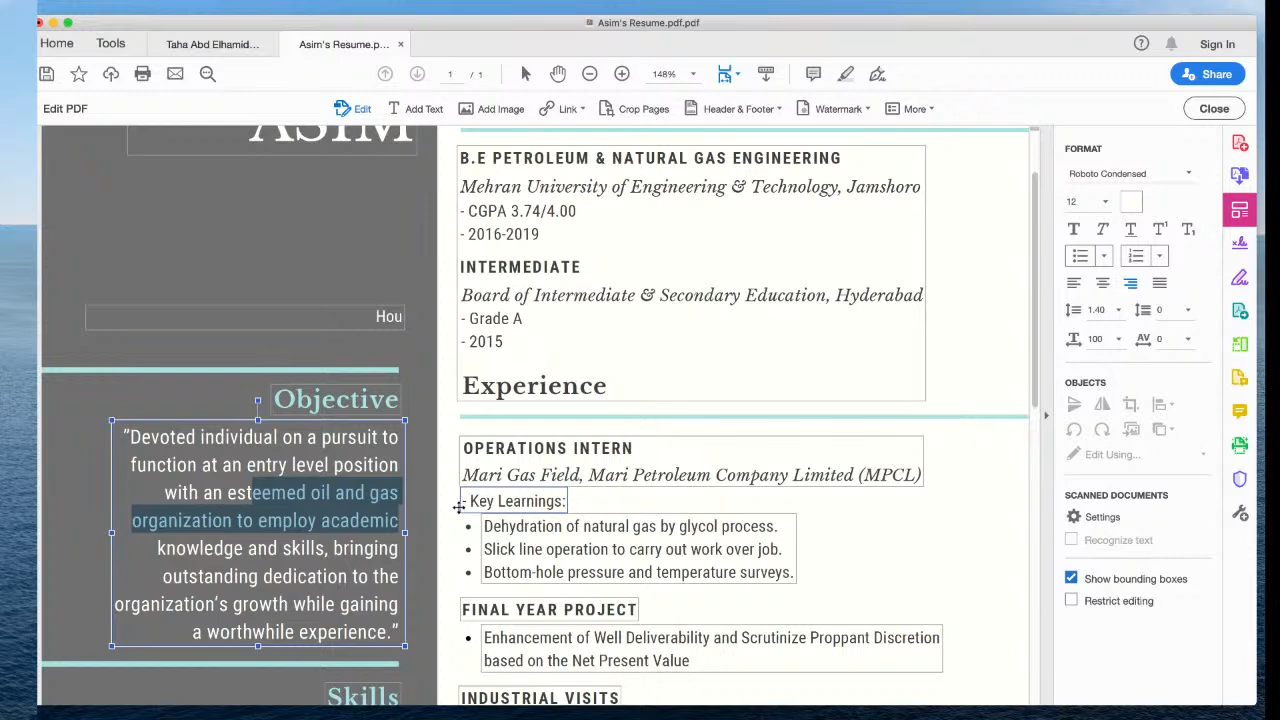 Asim's Resume.pdf.pdf
Home
Tools
Taha Abd Elhamid...
Asim's Resume.p... ×
Sign In
1 / 1
148%
Share
Edit PDF
Edit
Add Text
Add Image
Link
Crop Pages
Header & Footer
Watermark
More
Close
ASIM
Hou
Objective
”Devoted individual on a pursuit to
function at an entry level position
with an esteemed oil and gas
organization to employ academic
knowledge and skills, bringing
outstanding dedication to the
organization's growth while gaining
a worthwhile experience.”
Skills
B.E PETROLEUM & NATURAL GAS ENGINEERING
Mehran University of Engineering & Technology, Jamshoro
- CGPA 3.74/4.00
- 2016-2019
INTERMEDIATE
Board of Intermediate & Secondary Education, Hyderabad
- Grade A
- 2015
Experience
OPERATIONS INTERN
Mari Gas Field, Mari Petroleum Company Limited (MPCL)
- Key Learnings:
• Dehydration of natural gas by glycol process.
• Slick line operation to carry out work over job.
• Bottom-hole pressure and temperature surveys.
FINAL YEAR PROJECT
• Enhancement of Well Deliverability and Scrutinize Proppant Discretion
based on the Net Present Value
INDUSTRIAL VISITS
FORMAT
Roboto Condensed
12
T T T T¹ T₁
1.40
0
100
AV 0
OBJECTS
Edit Using...
SCANNED DOCUMENTS
Settings
Recognize text
Show bounding boxes
Restrict editing